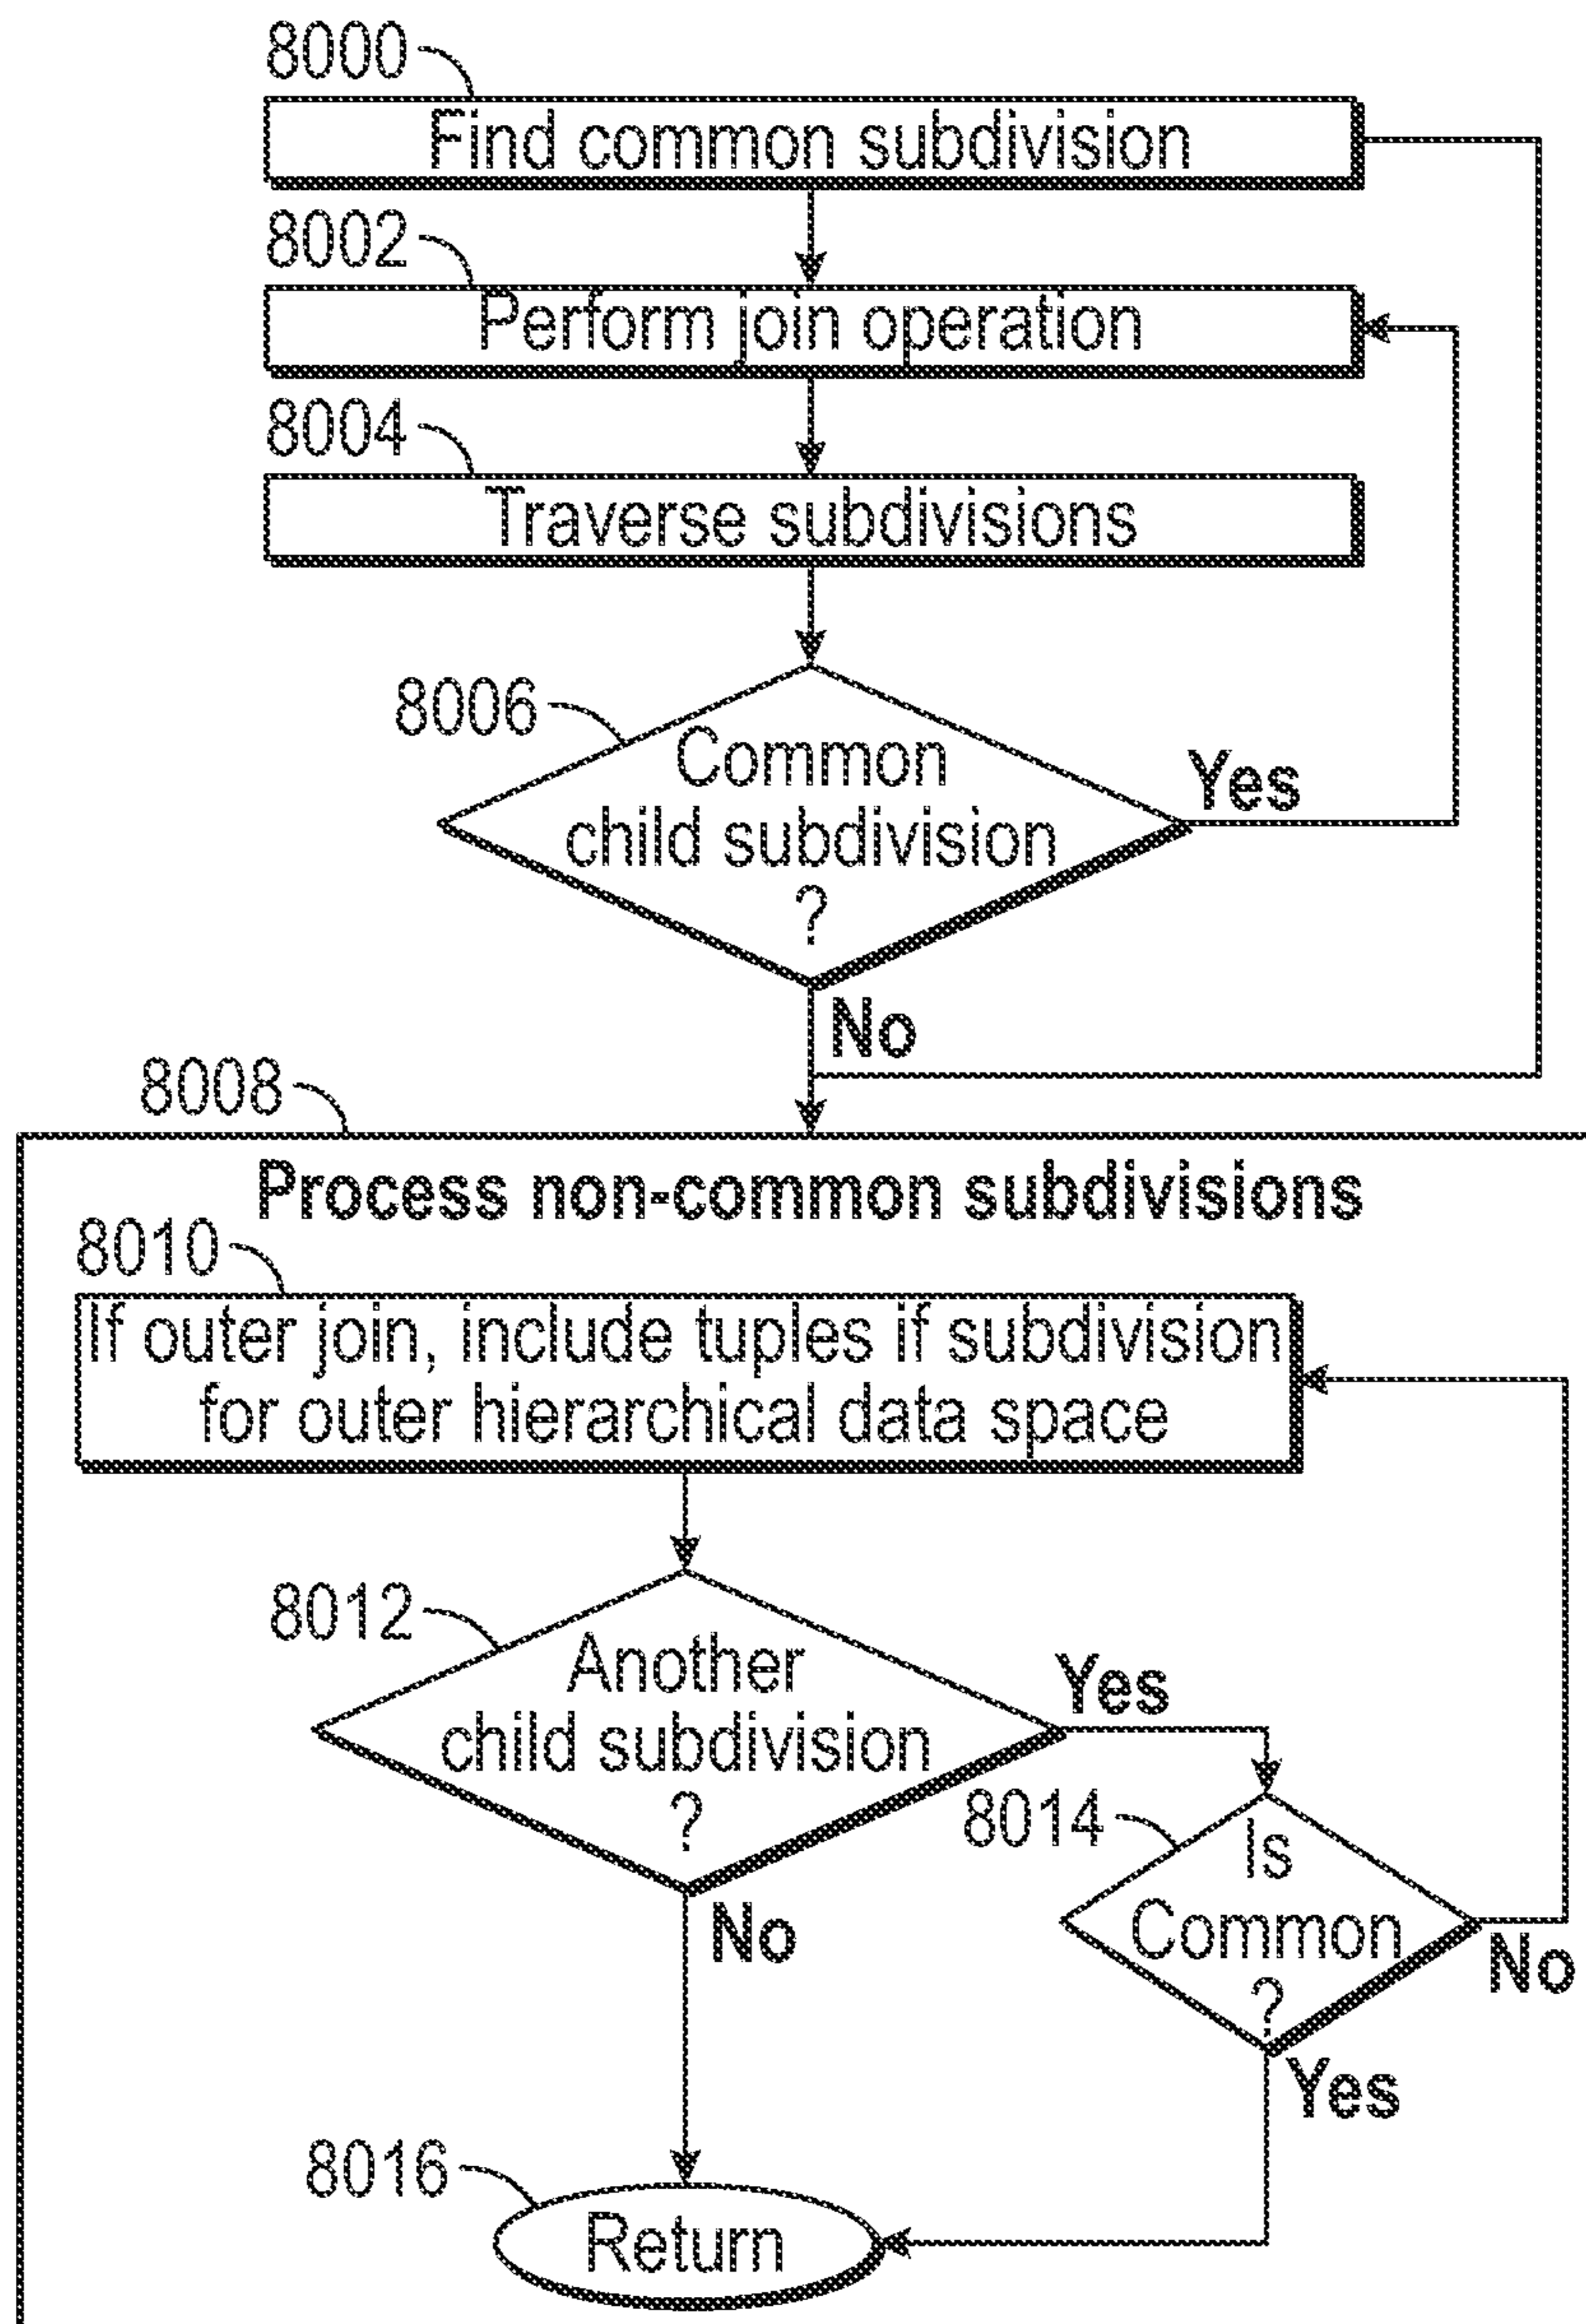 8000
Find common subdivision
8002
Perform join operation
8004
Traverse subdivisions
8006
Common
child subdivision
?
Yes
No
8008
Process non-common subdivisions
8010
If outer join, include tuples if subdivision
for outer hierarchical data space
8012
Another
child subdivision
?
Yes
No
8014
Is
Common
?
No
Yes
8016
Return